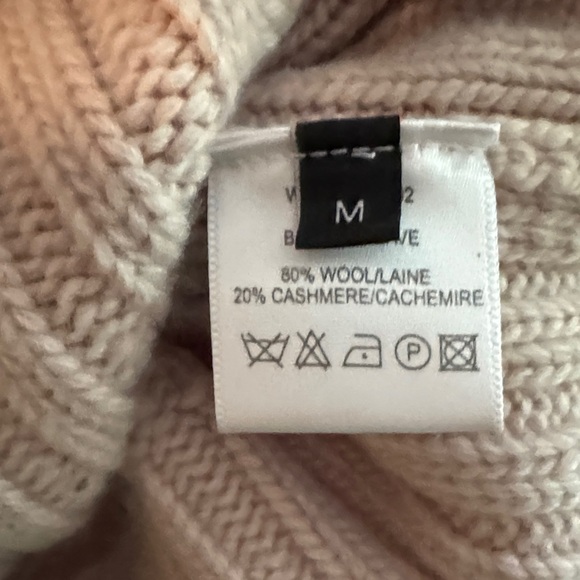 M
80% WOOL/LAINE
20% CASHMERE/CACHEMIRE
P